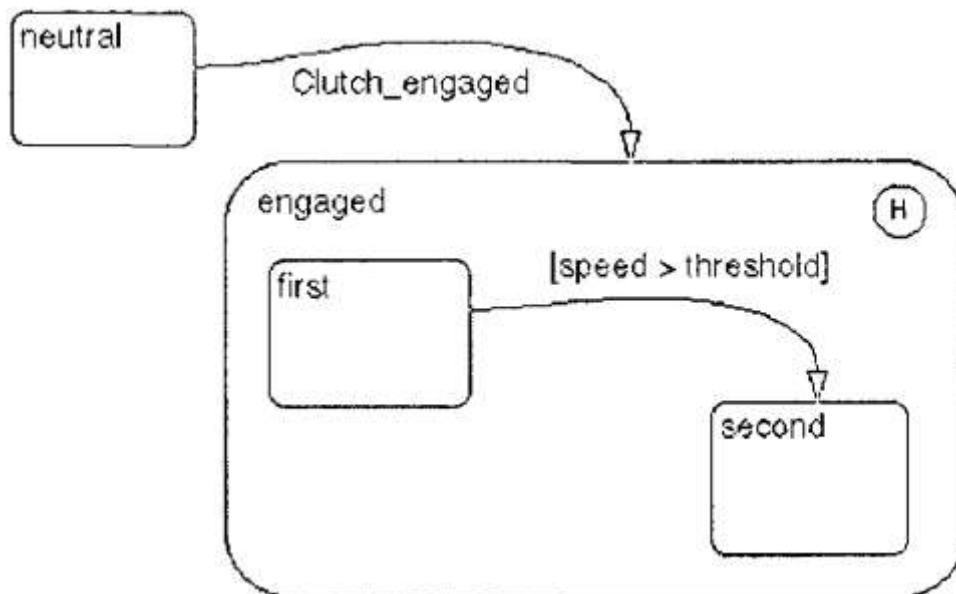 neutral
Clutch_engaged
engaged
H
[speed > threshold]
first
second